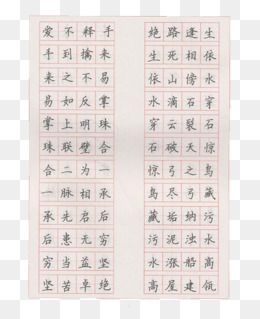 爱不释手
手到擒来
来之不易
易如反掌
掌上明珠
珠联璧合
合二为一
一脉相承
承先启后
后患无穷
穷当益坚
坚苦卓绝
绝路逢生
生死相依
依山傍水
水滴石穿
穿云裂石
石破天惊
惊弓之鸟
鸟尽弓藏
藏垢纳污
污泥浊水
水涨船高
高屋建瓴